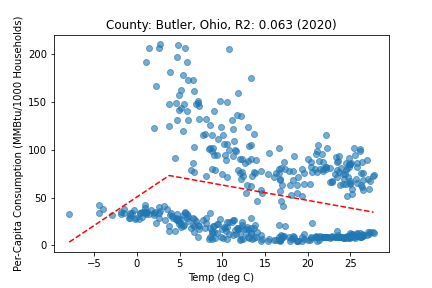 County: Butler, Ohio, R2: 0.063 (2020)
Per-Capita Consumption (MMBtu/1000 Households)
200
150
100
50
0
−5 0 5 10 15 20 25
Temp (deg C)